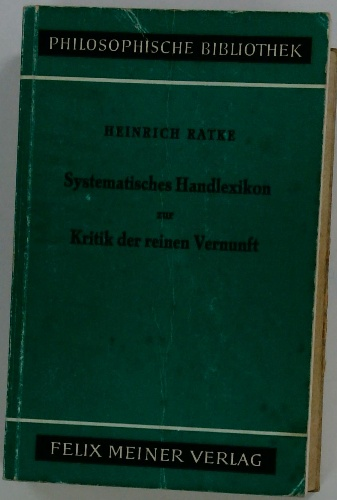 PHILOSOPHISCHE BIBLIOTHEK
HEINRICH RATKE
Systematisches Handlexikon
zur
Kritik der reinen Vernunft
FELIX MEINER VERLAG